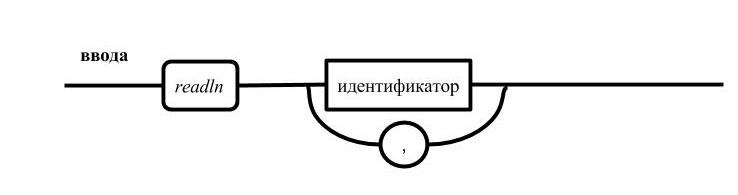 ввода
readln
идентификатор
,